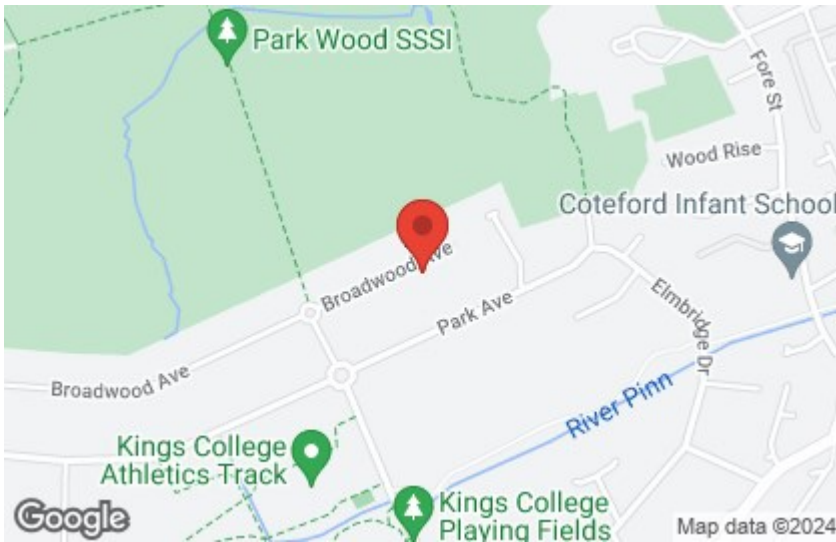 Park Wood SSSI
Fore St
Wood Rise
Coteford Infant School
Broadwood Ave
Park Ave
Elmbridge Dr
Broadwood Ave
River Pinn
Kings College
Athletics Track
Kings College
Playing Fields
Google
Map data ©2024